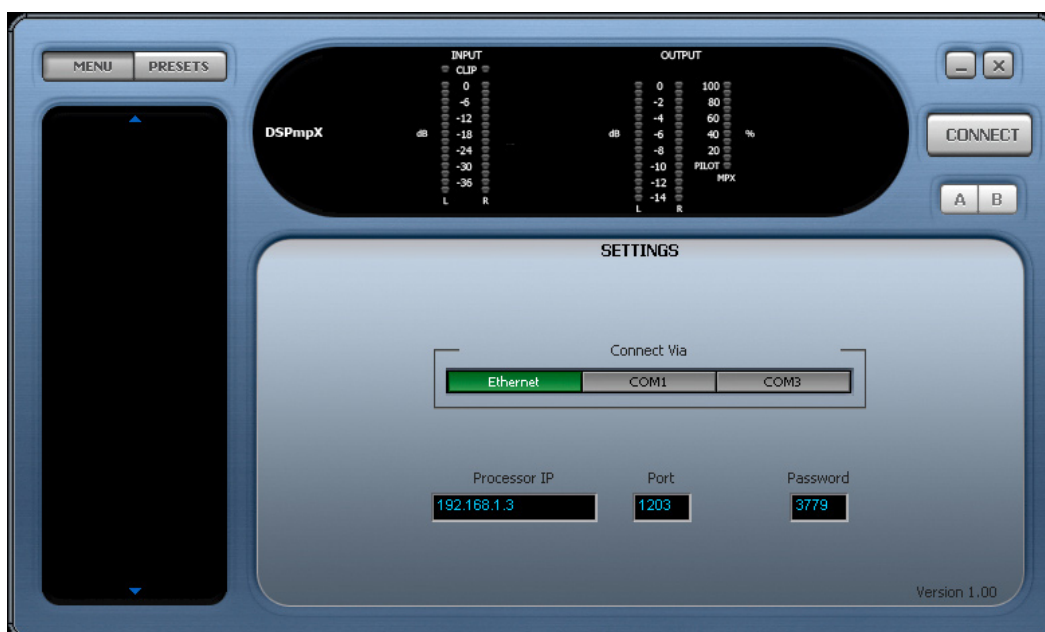 MENU PRESETS
DSPmpX
INPUT
CLIP
dB
0
-6
-12
-18
-24
-30
-36
L R
OUTPUT
dB
0
-2
-4
-6
-8
-10
-12
-14
L R
100
80
60
40
20
PILOT
MPX
%
CONNECT
A B
SETTINGS
Connect Via
Ethernet COM1 COM3
Processor IP Port Password
192.168.1.3 1203 3779
Version 1.00